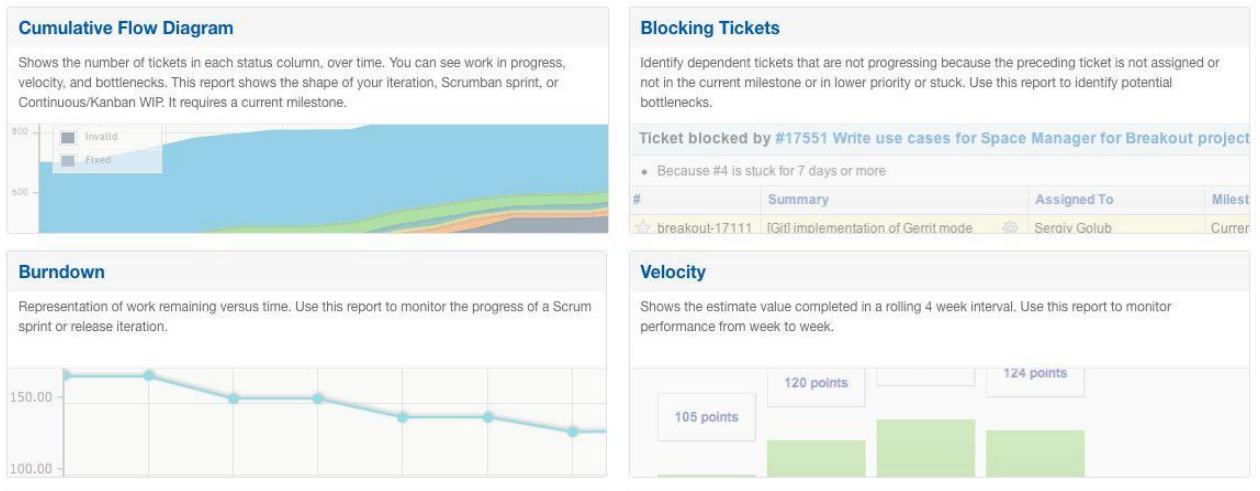 Cumulative Flow Diagram
Shows the number of tickets in each status column, over time. You can see work in progress,
velocity, and bottlenecks. This report shows the shape of your iteration, Scrumban sprint, or
Continuous/Kanban WIP. It requires a current milestone.
800
Invalid
Fixed
600
Blocking Tickets
Identify dependent tickets that are not progressing because the preceding ticket is not assigned or
not in the current milestone or in lower priority or stuck. Use this report to identify potential
bottlenecks.
Ticket blocked by #17551 Write use cases for Space Manager for Breakout project
• Because #4 is stuck for 7 days or more
# Summary Assigned To Milest
breakout-17111 [Git] implementation of Gerrit mode Sergiy Golub Curren
Burndown
Representation of work remaining versus time. Use this report to monitor the progress of a Scrum
sprint or release iteration.
150.00
100.00
Velocity
Shows the estimate value completed in a rolling 4 week interval. Use this report to monitor
performance from week to week.
105 points
120 points
124 points